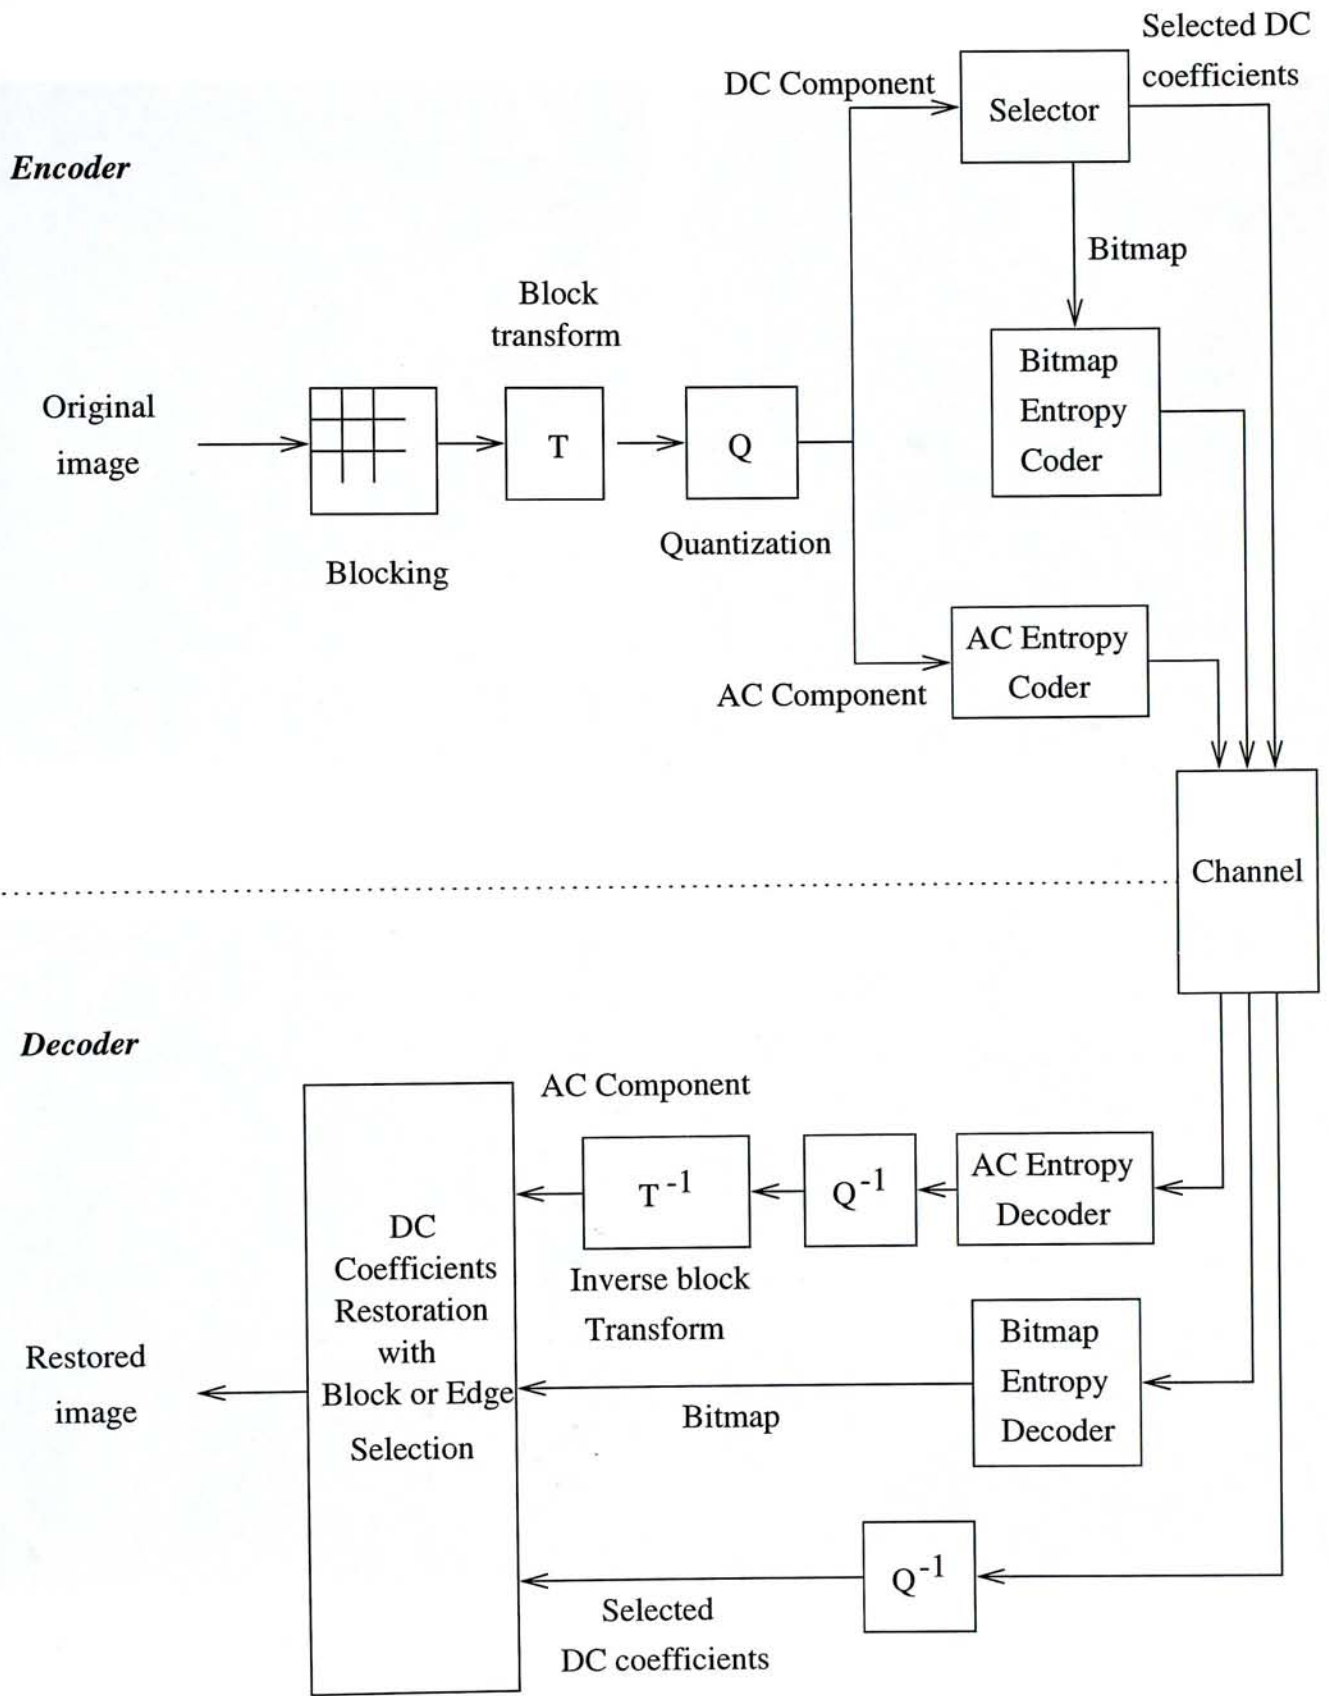 Selected DC
coefficients
DC Component
Selector
Encoder
Bitmap
Block
transform
Bitmap
Entropy
Coder
Original
image
T
Q
Quantization
Blocking
AC Entropy
Coder
AC Component
Channel
Decoder
AC Component
T-1
Q-1
AC Entropy
Decoder
DC
Coefficients
Restoration
with
Block or Edge
Selection
Inverse block
Transform
Bitmap
Entropy
Decoder
Restored
image
Bitmap
Q-1
Selected
DC coefficients